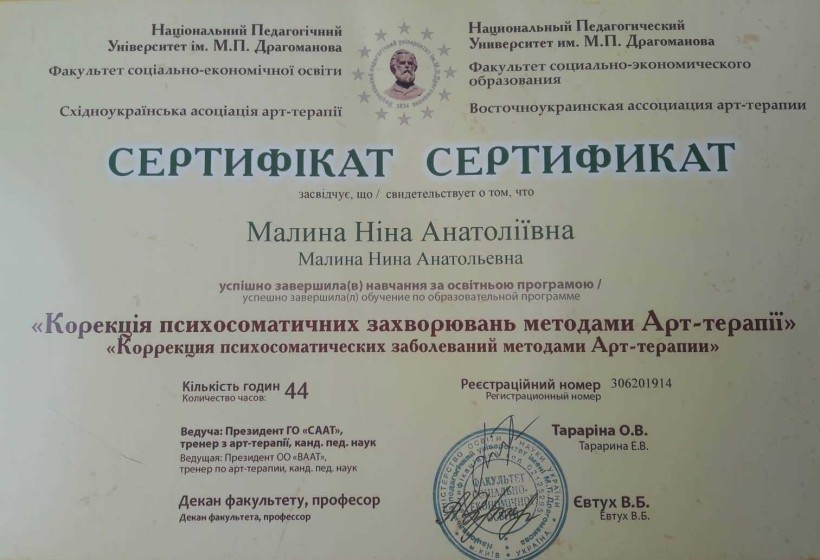 Національний Педагогічний
Університет ім. М.П. Драгоманова
Факультет соціально-економічної освіти
Східноукраїнська асоціація арт-терапії
Национальный Педагогический
Университет им. М.П. Драгоманова
Факультет социально-экономического
образования
Восточноукраинская ассоциация арт-терапии
СЕРТИФІКАТ СЕРТИФИКАТ
засвідчує, що / свидетельствует о том, что
Малина Ніна Анатоліївна
Малина Нина Анатольевна
успішно завершила(в) навчання за освітньою програмою /
успешно завершила(л) обучение по образовательной программе
«Корекція психосоматичних захворювань методами Арт-терапії»
«Коррекция психосоматических заболеваний методами Арт-терапии»
Кількість годин 44
Количество часов:
Реєстраційний номер 306201914
Регистрационный номер
Ведуча: Президент ГО «СААТ»,
тренер з арт-терапії, канд. пед. наук
Ведущая: Президент ОО «ВААТ»,
тренер по арт-терапии, канд. пед. наук
Тараріна О.В.
Тарарина Е.В.
Декан факультету, професор
Декан факультета, профессор
Євтух В.Б.
Евтух В.Б.
ФАКУЛЬТЕТ
м.КИЇВ УКРАЇНА